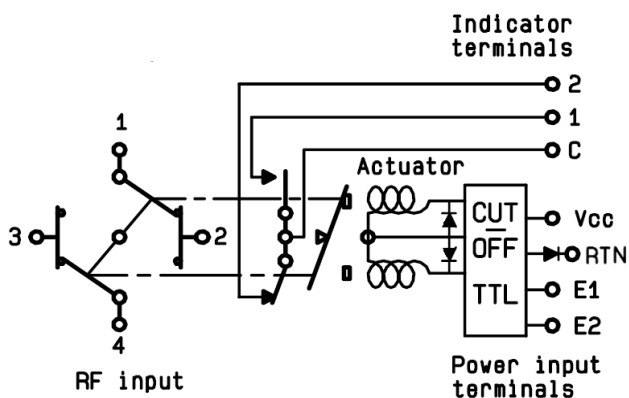 Indicator
terminals
2
1
1
C
Actuator
CUT
OFF
TTL
Vcc
RTN
E1
E2
3
2
4
RF input
Power input
terminals